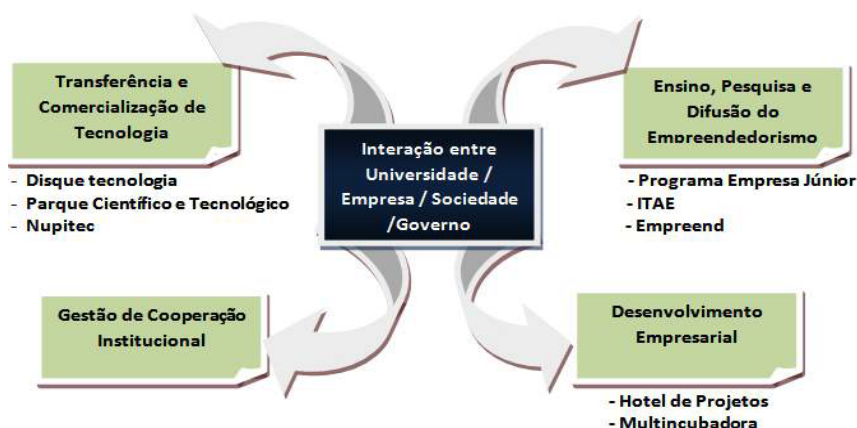 Transferência e
Comercialização de
Tecnologia
- Disque tecnologia
- Parque Científico e Tecnológico
- Nupitec
Interação entre
Universidade /
Empresa / Sociedade
/Governo
Ensino, Pesquisa e
Difusão do
Empreendedorismo
- Programa Empresa Júnior
- ITAE
- Empreend
Gestão de Cooperação
Institucional
Desenvolvimento
Empresarial
- Hotel de Projetos
- Multincubadora